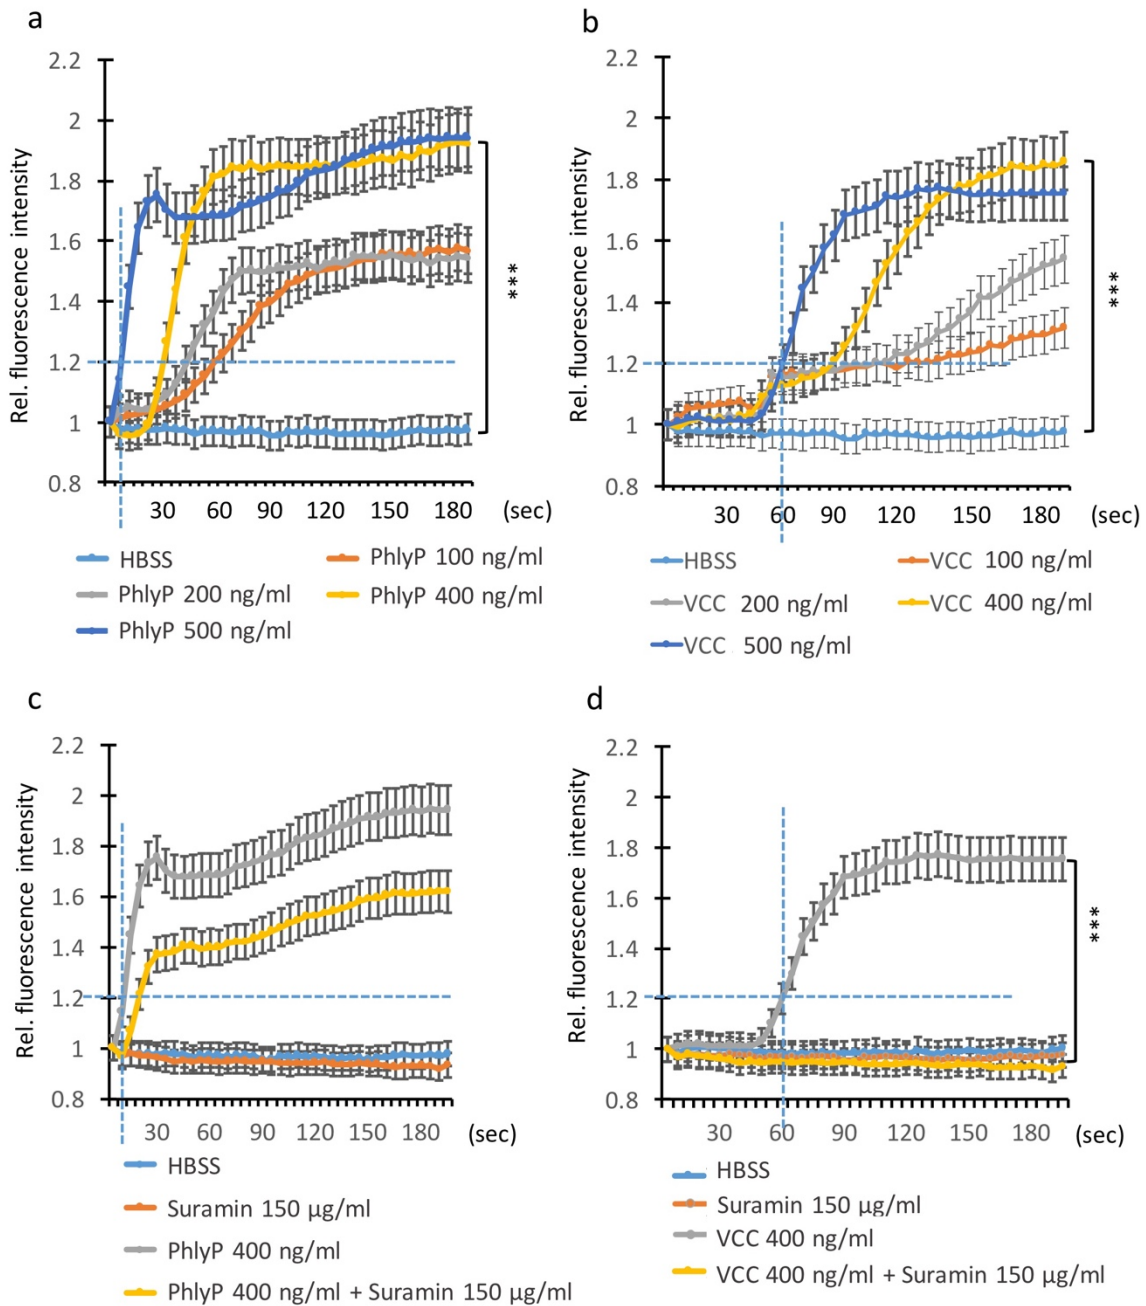 a
Rel. fluorescence intensity
2.2
2
1.8
1.6
1.4
1.2
1
0.8
30 60 90 120 150 180 (sec)
***
HBSS PhlyP 100 ng/ml
PhlyP 200 ng/ml PhlyP 400 ng/ml
PhlyP 500 ng/ml
b
Rel. fluorescence intensity
2.2
2
1.8
1.6
1.4
1.2
1
0.8
30 60 90 120 150 180 (sec)
***
HBSS VCC 100 ng/ml
VCC 200 ng/ml VCC 400 ng/ml
VCC 500 ng/ml
c
Rel. fluorescence intensity
2.2
2
1.8
1.6
1.4
1.2
1
0.8
30 60 90 120 150 180 (sec)
HBSS
Suramin 150 µg/ml
PhlyP 400 ng/ml
PhlyP 400 ng/ml + Suramin 150 µg/ml
d
Rel. fluorescence intensity
2.2
2
1.8
1.6
1.4
1.2
1
0.8
30 60 90 120 150 180 (sec)
***
HBSS
Suramin 150 µg/ml
VCC 400 ng/ml
VCC 400 ng/ml + Suramin 150 µg/ml